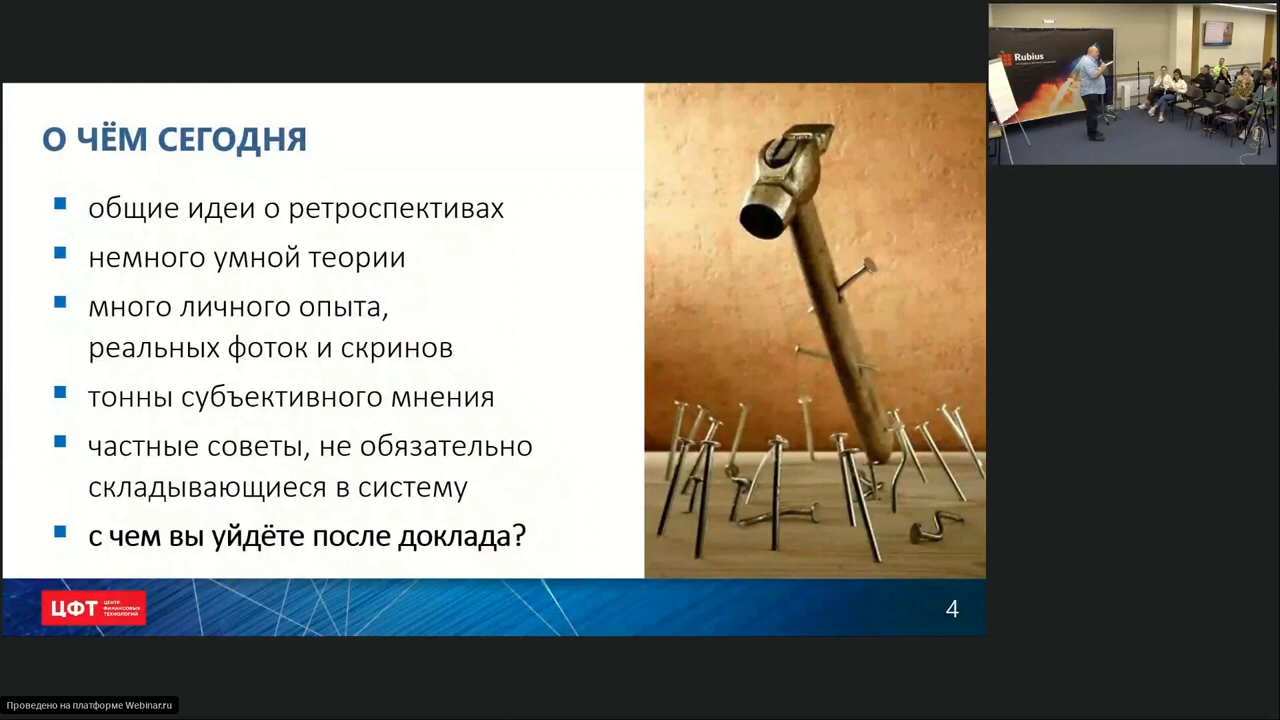 О ЧЁМ СЕГОДНЯ
общие идеи о ретроспективах
немного умной теории
много личного опыта,
реальных фоток и скринов
тонны субъективного мнения
частные советы, не обязательно
складывающиеся в систему
с чем вы уйдёте после доклада?
ЦФТ
ЦЕНТР
ФИНАНСОВЫХ
ТЕХНОЛОГИЙ
4
Rubius
Проведено на платформе Webinar.ru